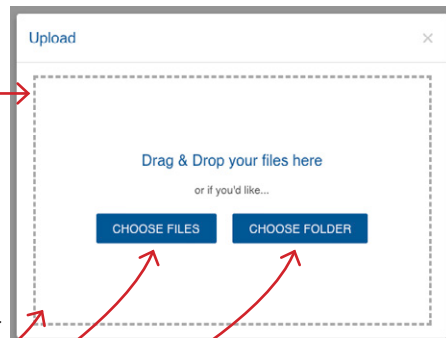 Upload ×
Drag & Drop your files here
or if you'd like...
CHOOSE FILES CHOOSE FOLDER